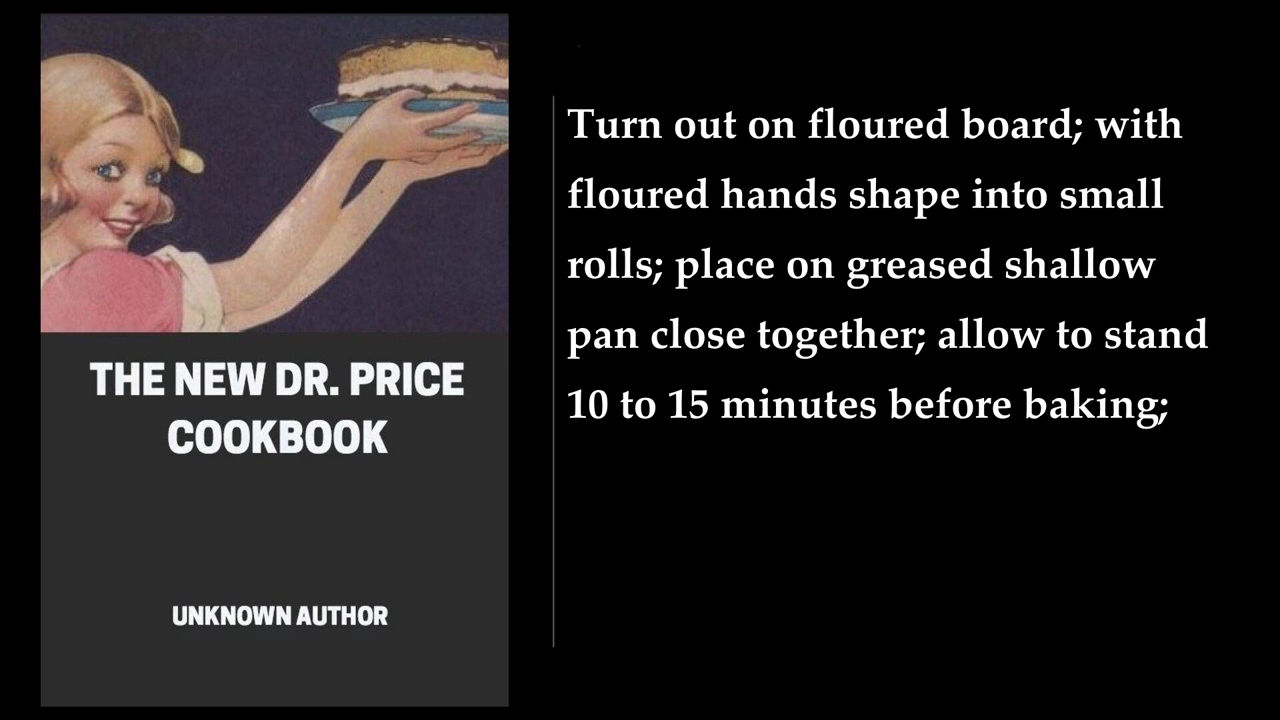 THE NEW DR. PRICE
COOKBOOK
UNKNOWN AUTHOR
Turn out on floured board; with
floured hands shape into small
rolls; place on greased shallow
pan close together; allow to stand
10 to 15 minutes before baking;